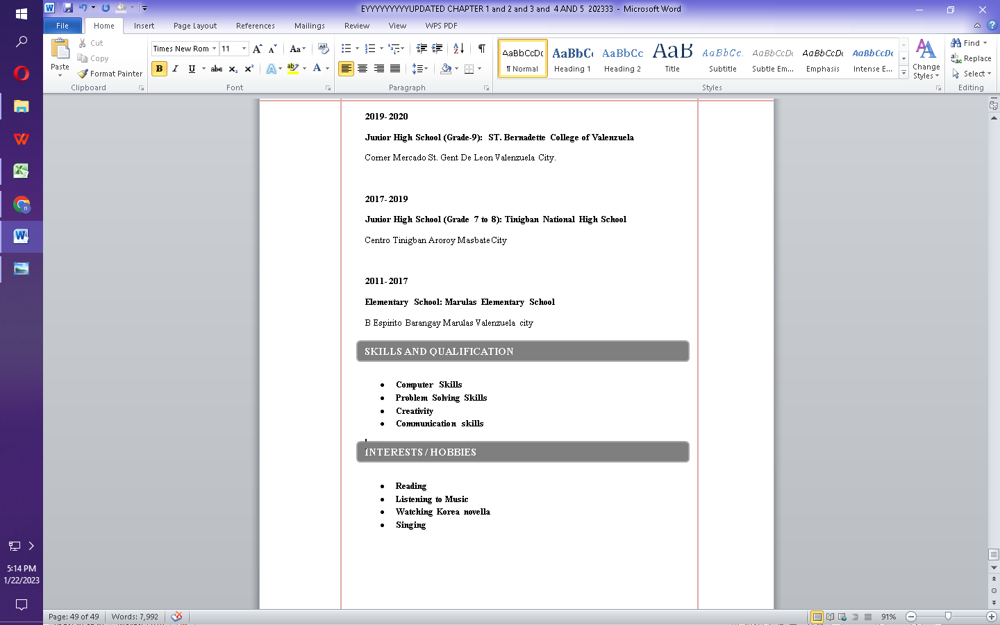 EYYYYYYYYYUPDATED CHAPTER 1 and 2 and 3 and 4 AND 5 202333 - Microsoft Word
File Home Insert Page Layout References Mailings Review View WPS PDF
Paste
Cut
Copy
Format Painter
Clipboard
Times New Rom 11
B I U abc
Font
Paragraph
AaBbCcDc AaBbCc AaBbCc AaB AaBbCc. AaBbCcDc AaBbCcDc AaBbCcDc
¶ Normal Heading 1 Heading 2 Title Subtitle Subtle Em... Emphasis Intense E...
Styles
Change Styles
Find
Replace
Select
Editing
2019- 2020
Junior High School (Grade-9): ST. Bernadette College of Valenzuela
Corner Mercado St. Gent De Leon Valenzuela City.
2017- 2019
Junior High School (Grade 7 to 8): Tinigban National High School
Centro Tinigban Aroroy Masbate City
2011- 2017
Elementary School: Marulas Elementary School
B Espirito Barangay Marulas Valenzuela city
SKILLS AND QUALIFICATION
• Computer Skills
• Problem Solving Skills
• Creativity
• Communication skills
INTERESTS / HOBBIES
• Reading
• Listening to Music
• Watching Korea novella
• Singing
5:14 PM
1/22/2023
Page: 49 of 49 Words: 7,992 91%